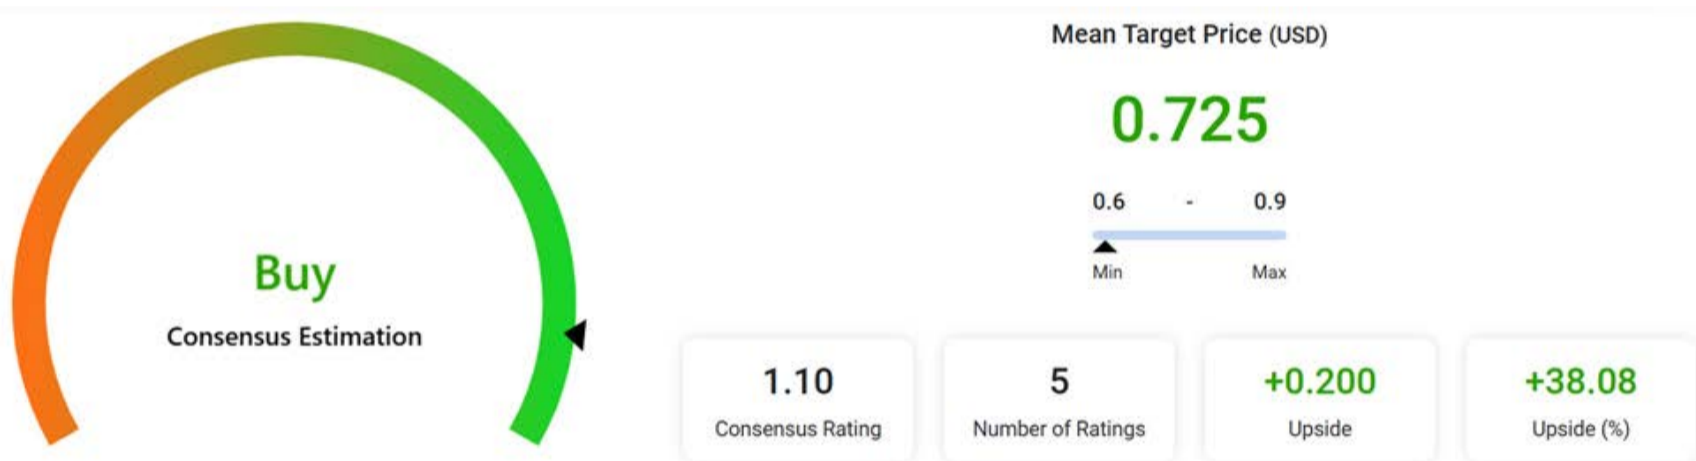 Buy
Consensus Estimation
Mean Target Price (USD)
0.725
0.6 - 0.9
Min Max
1.10
Consensus Rating
5
Number of Ratings
+0.200
Upside
+38.08
Upside (%)